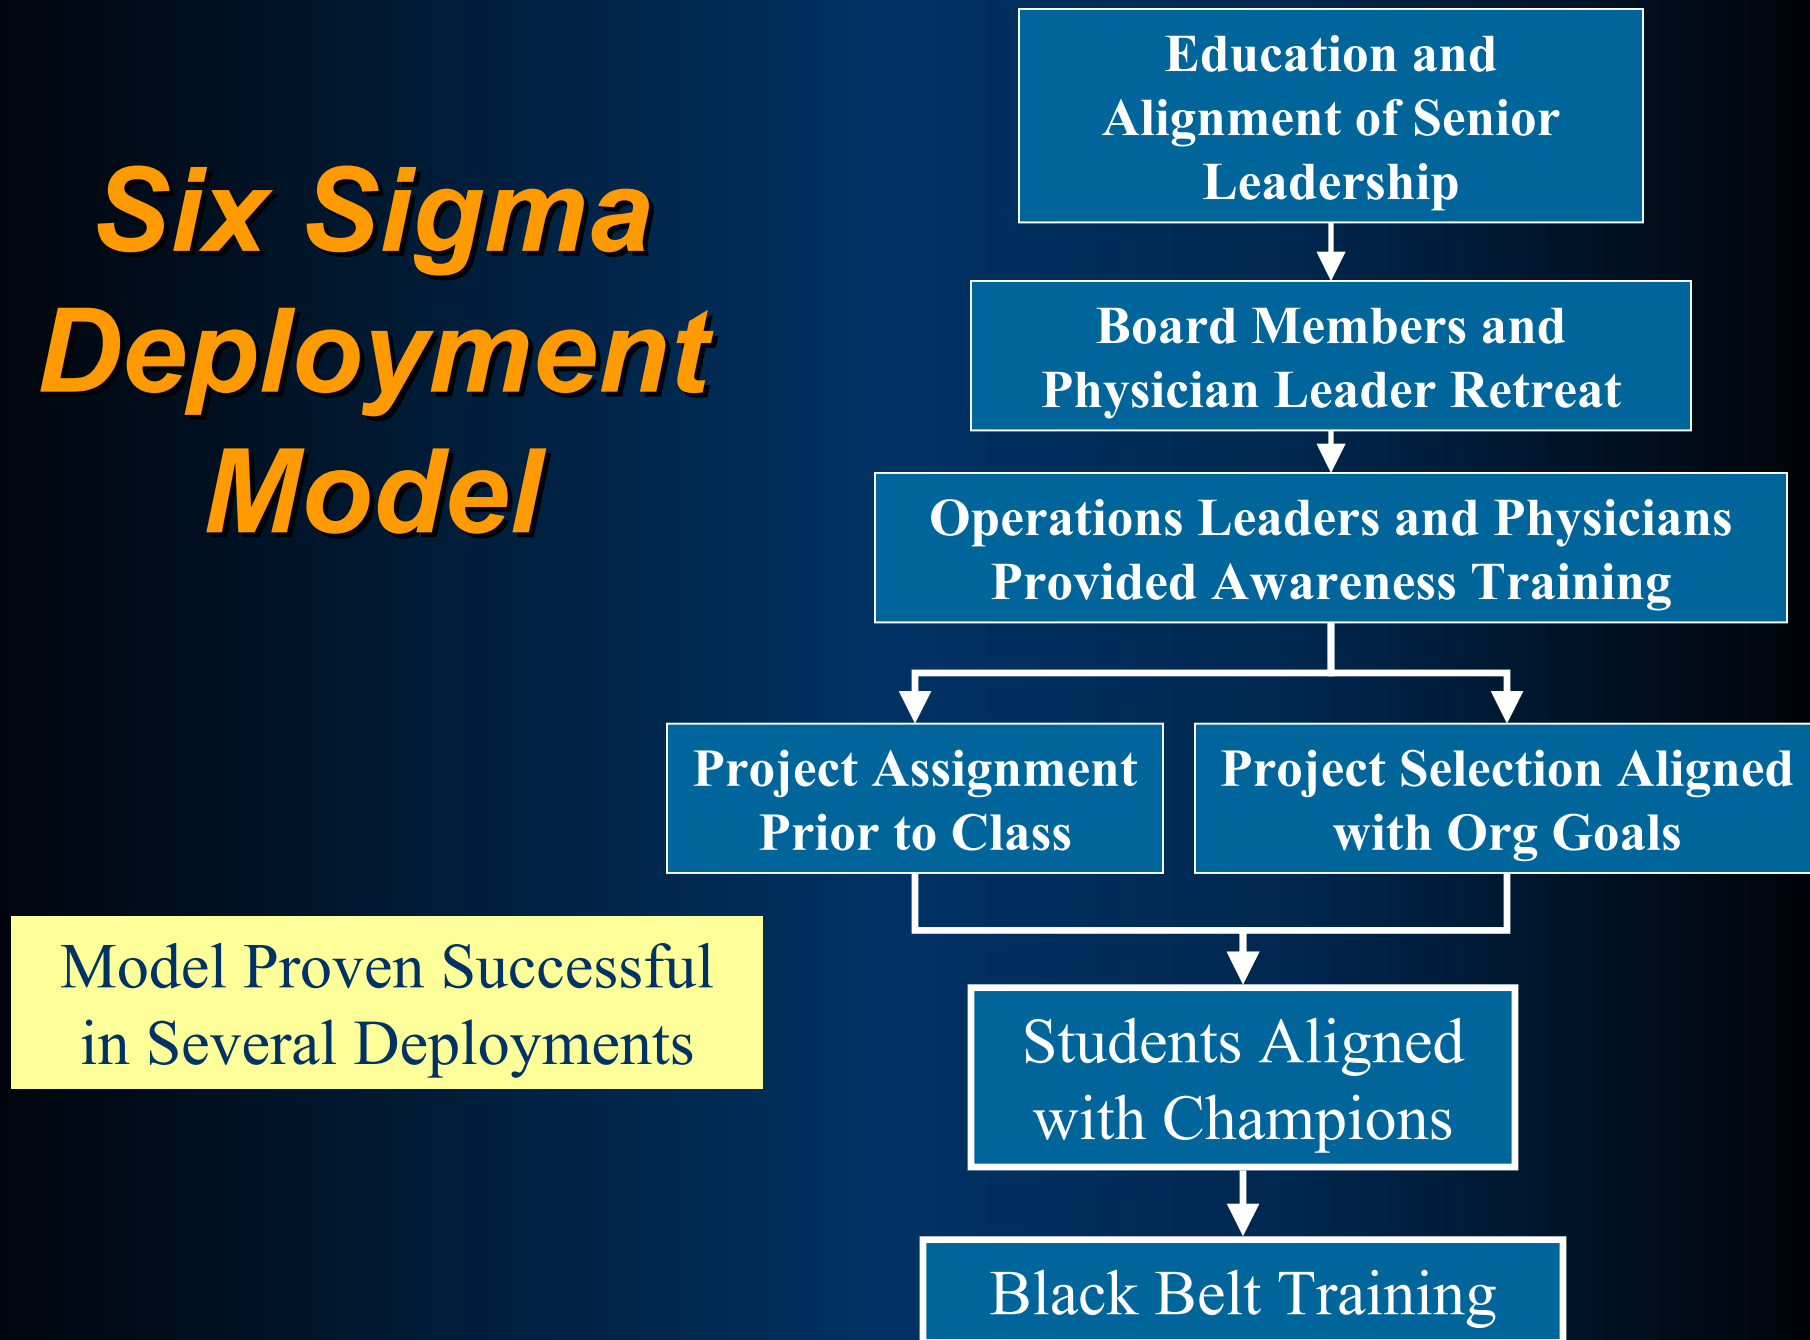 Six Sigma
Deployment
Model
Education and
Alignment of Senior
Leadership
Board Members and
Physician Leader Retreat
Operations Leaders and Physicians
Provided Awareness Training
Project Assignment
Prior to Class
Project Selection Aligned
with Org Goals
Model Proven Successful
in Several Deployments
Students Aligned
with Champions
Black Belt Training